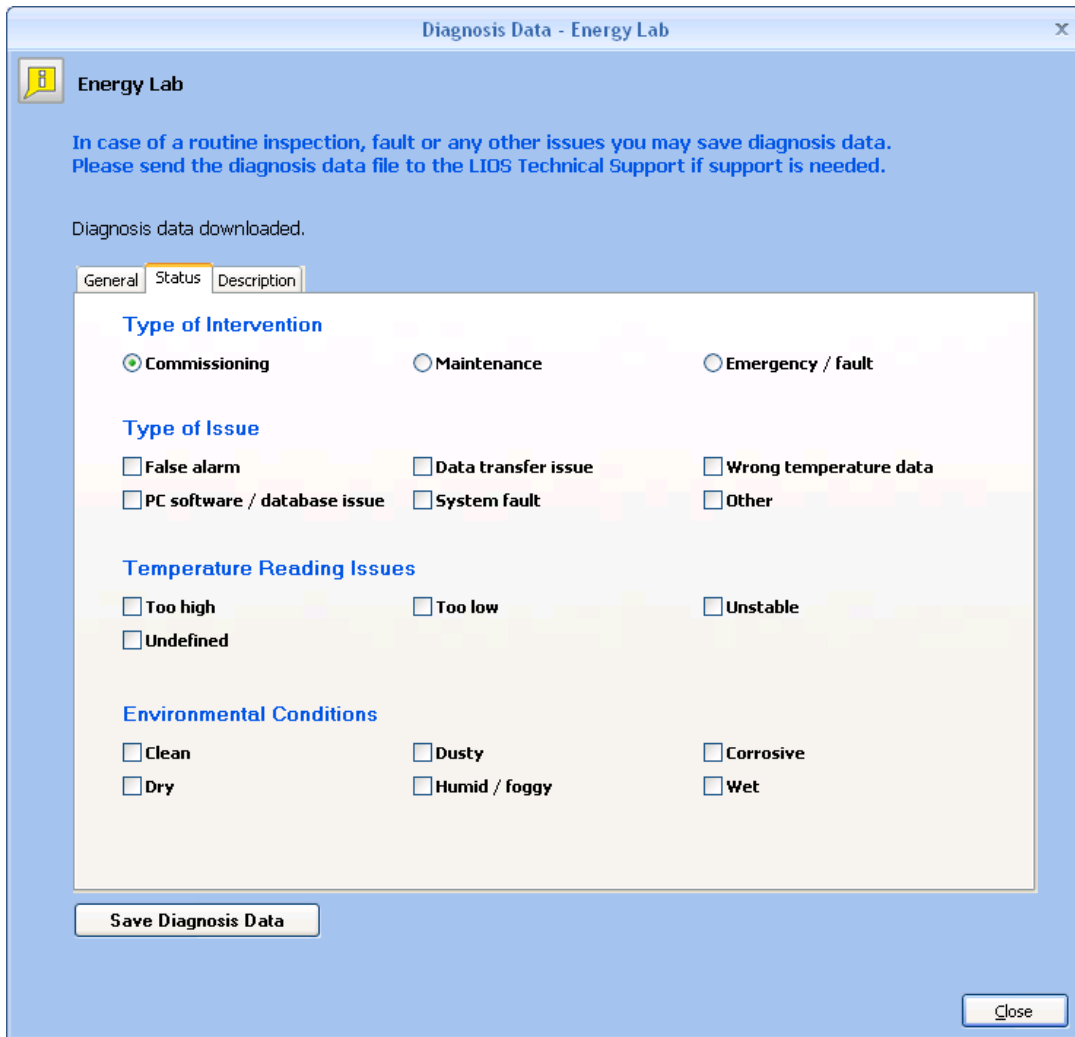 Diagnosis Data - Energy Lab
Energy Lab
In case of a routine inspection, fault or any other issues you may save diagnosis data.
Please send the diagnosis data file to the LIOS Technical Support if support is needed.
Diagnosis data downloaded.
General Status Description
Type of Intervention
Commissioning Maintenance Emergency / fault
Type of Issue
False alarm Data transfer issue Wrong temperature data
PC software / database issue System fault Other
Temperature Reading Issues
Too high Too low Unstable
Undefined
Environmental Conditions
Clean Dusty Corrosive
Dry Humid / foggy Wet
Save Diagnosis Data
Close